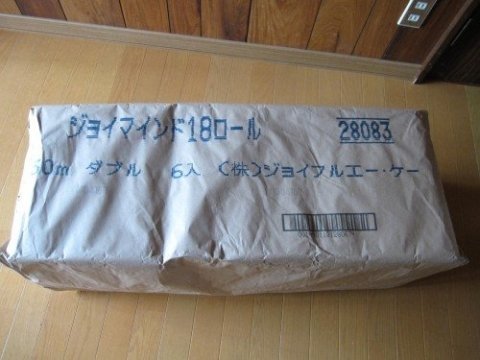 ジョイマインド18ロール 28083
30m ダブル 6入 (株)ジョイフルエー・ケー